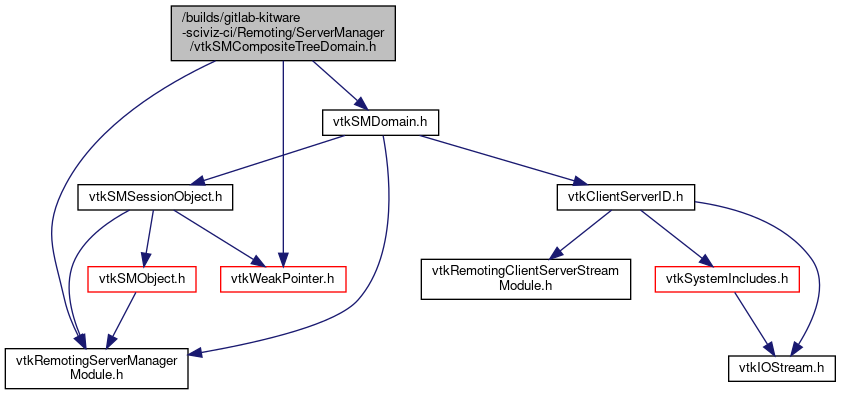 /builds/gitlab-kitware
-sciviz-ci/Remoting/ServerManager
/vtkSMCompositeTreeDomain.h
vtkSMDomain.h
vtkSMSessionObject.h
vtkClientServerID.h
vtkSMObject.h
vtkWeakPointer.h
vtkRemotingClientServerStream
Module.h
vtkSystemIncludes.h
vtkRemotingServerManager
Module.h
vtkIOStream.h